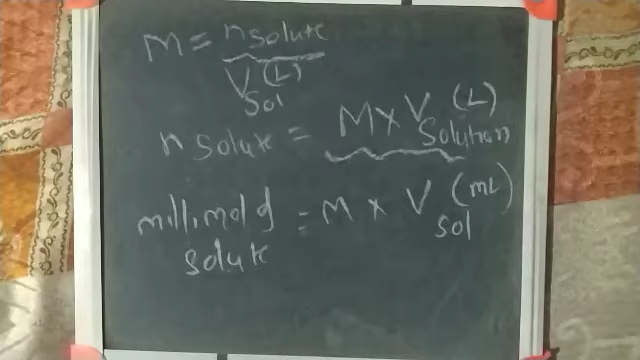 M = n solute
V sol (L)
n solute = M x V solution (L)
millimol of = M x V sol (mL)
solute